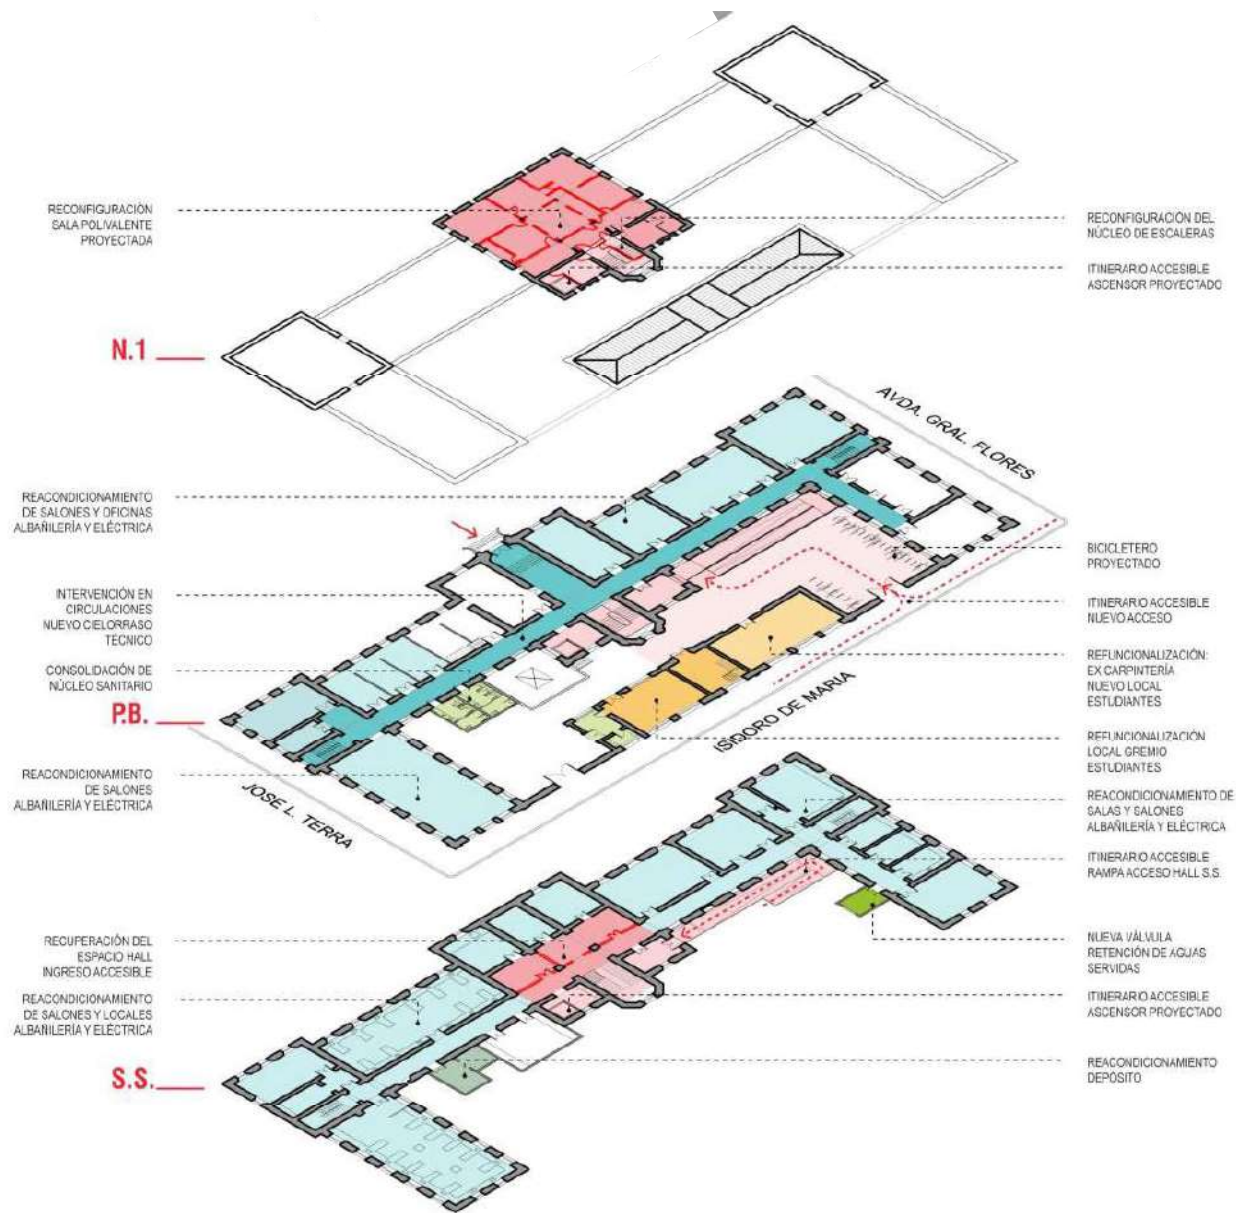 RECONFIGURACIÓN
SALA POLIVALENTE
PROYECTADA
RECONFIGURACIÓN DEL
NÚCLEO DE ESCALERAS
ITINERARIO ACCESIBLE
ASCENSOR PROYECTADO
N.1
AVDA. GRAL. FLORES
REACONDICIONAMIENTO
DE SALONES Y OFICINAS
ALBAÑILERÍA Y ELÉCTRICA
BICICLETERO
PROYECTADO
INTERVENCIÓN EN
CIRCULACIONES
NUEVO CIELORRASO
TÉCNICO
ITINERARIO ACCESIBLE
NUEVO ACCESO
CONSOLIDACIÓN DE
NÚCLEO SANITARIO
REFUNCIONALIZACIÓN:
EX CARPINTERÍA
NUEVO LOCAL
ESTUDIANTES
P.B.
ISIDORO DE MARIA
REFUNCIONALIZACIÓN
LOCAL GREMIO
ESTUDIANTES
REACONDICIONAMIENTO
DE SALONES
ALBAÑILERÍA Y ELÉCTRICA
JOSE L. TERRA
REACONDICIONAMIENTO DE
SALAS Y SALONES
ALBAÑILERÍA Y ELÉCTRICA
ITINERARIO ACCESIBLE
RAMPA ACCESO HALL S.S.
RECUPERACIÓN DEL
ESPACIO HALL
INGRESO ACCESIBLE
NUEVA VÁLVULA
RETENCIÓN DE AGUAS
SERVIDAS
REACONDICIONAMIENTO
DE SALONES Y LOCALES
ALBAÑILERÍA Y ELÉCTRICA
ITINERARIO ACCESIBLE
ASCENSOR PROYECTADO
S.S.
REACONDICIONAMIENTO
DEPÓSITO